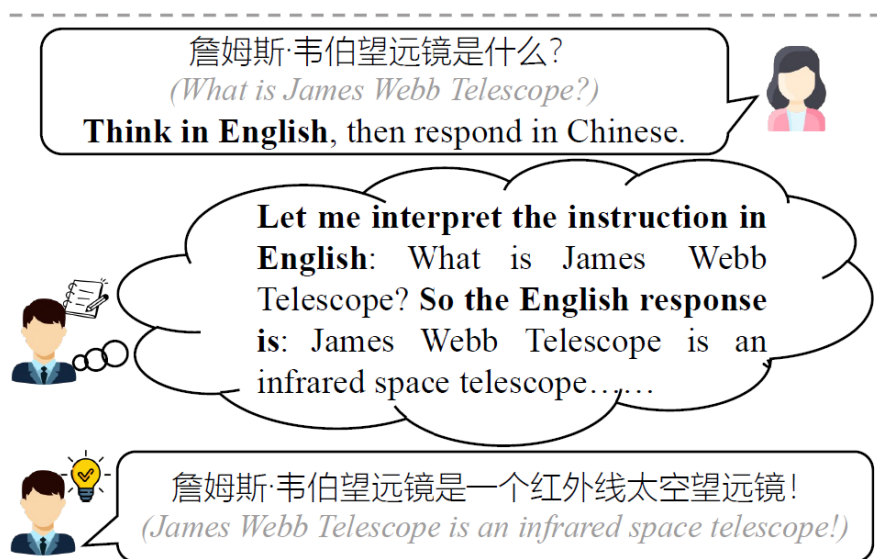 詹姆斯·韦伯望远镜是什么？
(What is James Webb Telescope?)
Think in English, then respond in Chinese.
Let me interpret the instruction in
English: What is James Webb
Telescope? So the English response
is: James Webb Telescope is an
infrared space telescope……
詹姆斯·韦伯望远镜是一个红外线太空望远镜！
(James Webb Telescope is an infrared space telescope!)